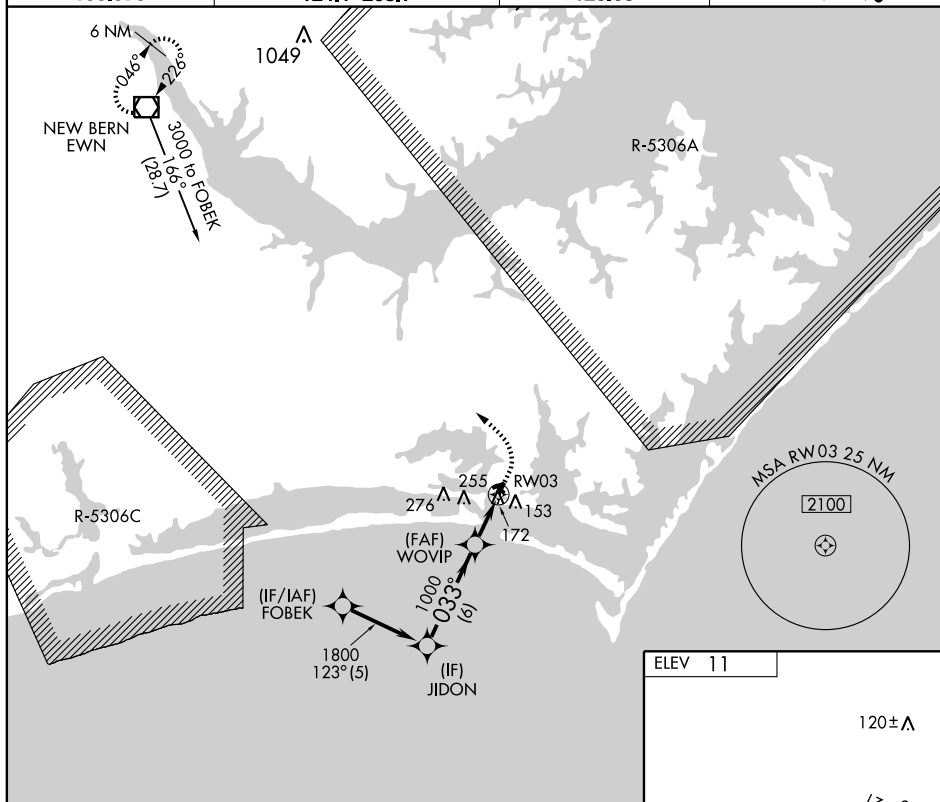 6 NM
046°
226°
NEW BERN
EWN
3000 to FOBEK
166°
(28.7)
1049
R-5306A
R-5306C
255
RW03
276
153
172
(FAF)
WOVIP
1000
033°
(6)
(IF/IAF)
FOBEK
1800
123° (5)
(IF)
JIDON
MSA RW03 25 NM
2100
ELEV 11
120±